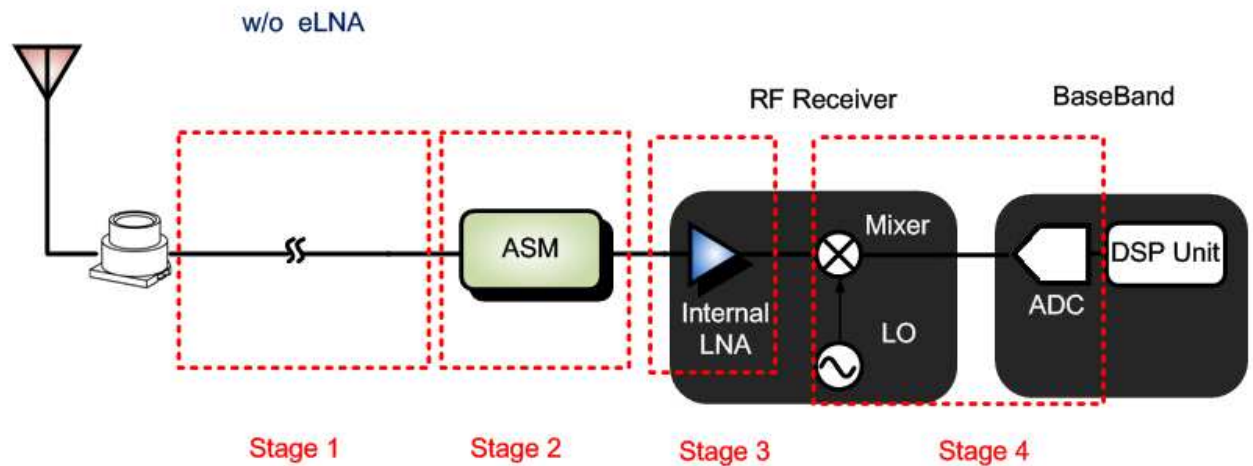 w/o eLNA
RF Receiver
BaseBand
ASM
Mixer
DSP Unit
Internal
LNA
LO
ADC
Stage 1
Stage 2
Stage 3
Stage 4